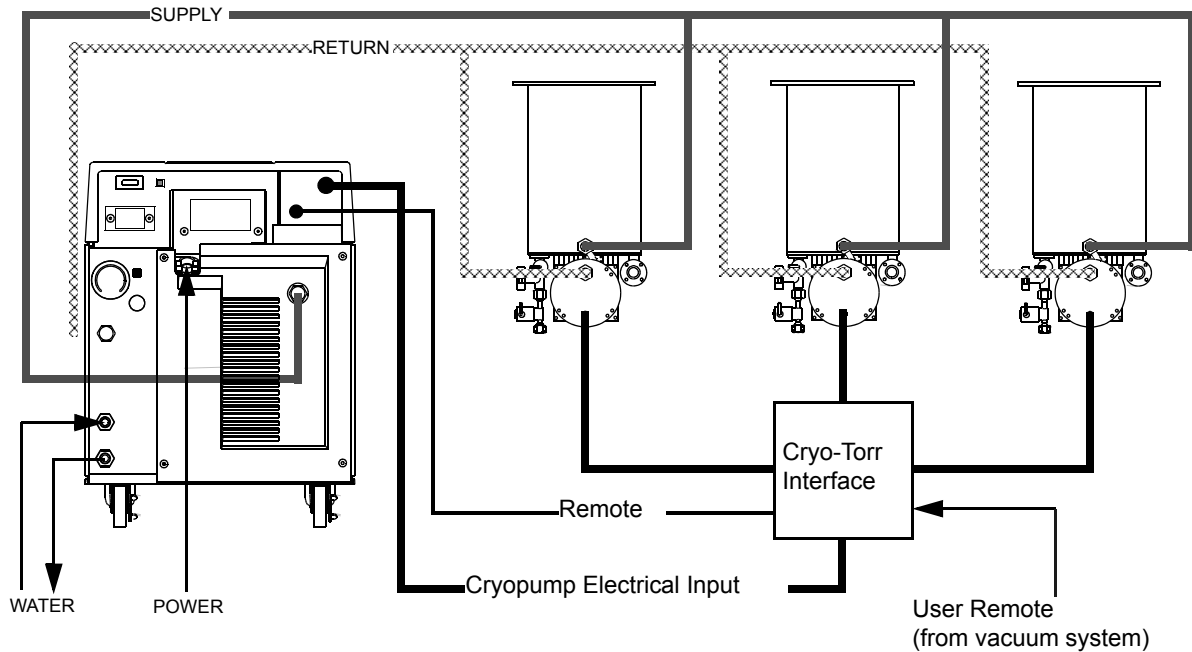 SUPPLY
RETURN
Cryo-Torr
Interface
Remote
Cryopump Electrical Input
WATER
POWER
User Remote
(from vacuum system)